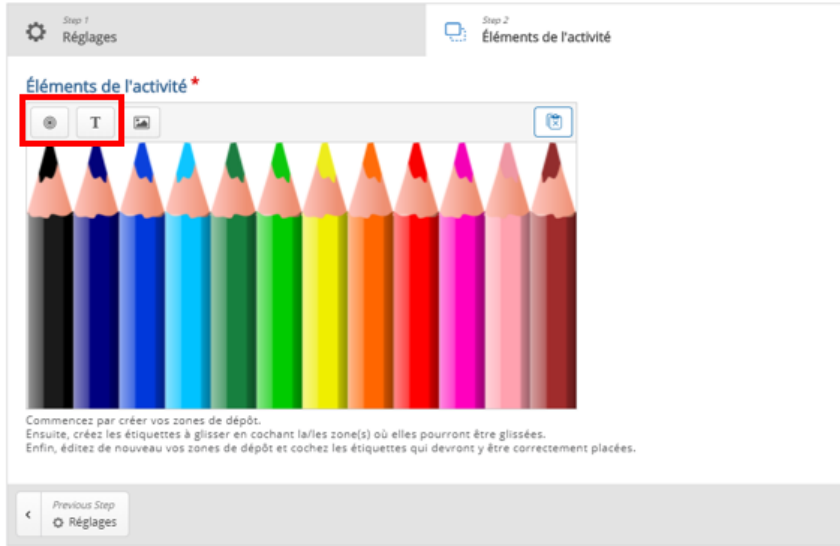 Step 1
Réglages
Step 2
Éléments de l'activité
Éléments de l'activité *
T
Commencez par créer vos zones de dépôt.
Ensuite, créez les étiquettes à glisser en cochant la/les zone(s) où elles pourront être glissées.
Enfin, éditez de nouveau vos zones de dépôt et cochez les étiquettes qui devront y être correctement placées.
Previous Step
Réglages